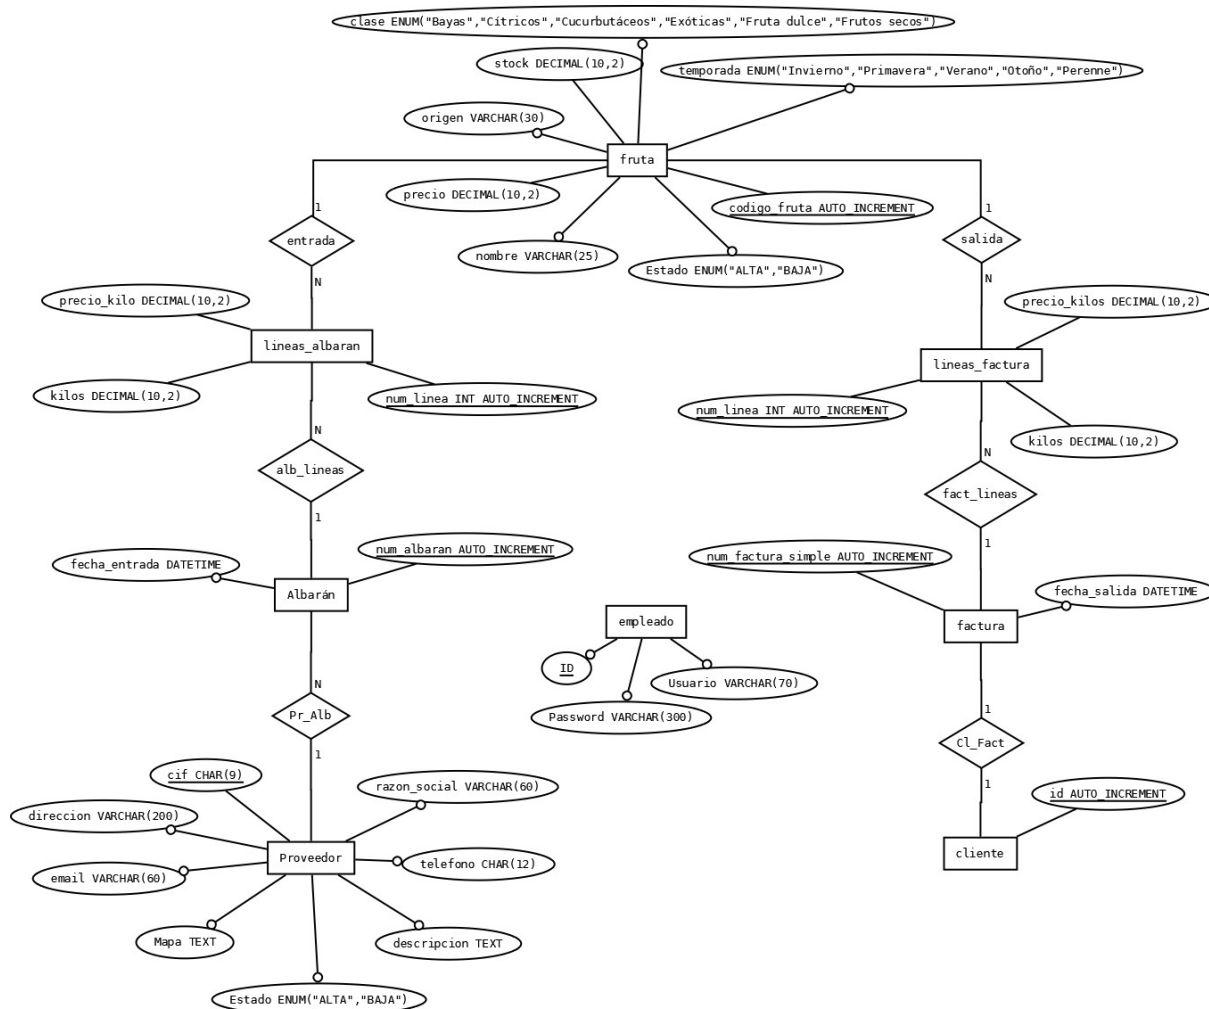 clase ENUM("Bayas","Cítricos","Cucurbutáceos","Exóticas","Fruta dulce","Frutos secos")
stock DECIMAL(10,2)
temporada ENUM("Invierno","Primavera","Verano","Otoño","Perenne")
origen VARCHAR(30)
fruta
precio DECIMAL(10,2)
codigo_fruta AUTO_INCREMENT
nombre VARCHAR(25)
Estado ENUM("ALTA","BAJA")
1
entrada
N
1
salida
N
precio_kilo DECIMAL(10,2)
lineas_albaran
kilos DECIMAL(10,2)
num_linea INT AUTO_INCREMENT
precio_kilos DECIMAL(10,2)
lineas_factura
num_linea INT AUTO_INCREMENT
kilos DECIMAL(10,2)
N
alb_lineas
1
N
fact_lineas
1
num_albaran AUTO_INCREMENT
fecha_entrada DATETIME
Albarán
num_factura_simple AUTO_INCREMENT
fecha_salida DATETIME
factura
empleado
ID
Usuario VARCHAR(70)
Password VARCHAR(300)
N
Pr_Alb
1
1
Cl_Fact
1
cif CHAR(9)
razon_social VARCHAR(60)
direccion VARCHAR(200)
Proveedor
telefono CHAR(12)
email VARCHAR(60)
Mapa TEXT
descripcion TEXT
Estado ENUM("ALTA","BAJA")
id AUTO_INCREMENT
cliente